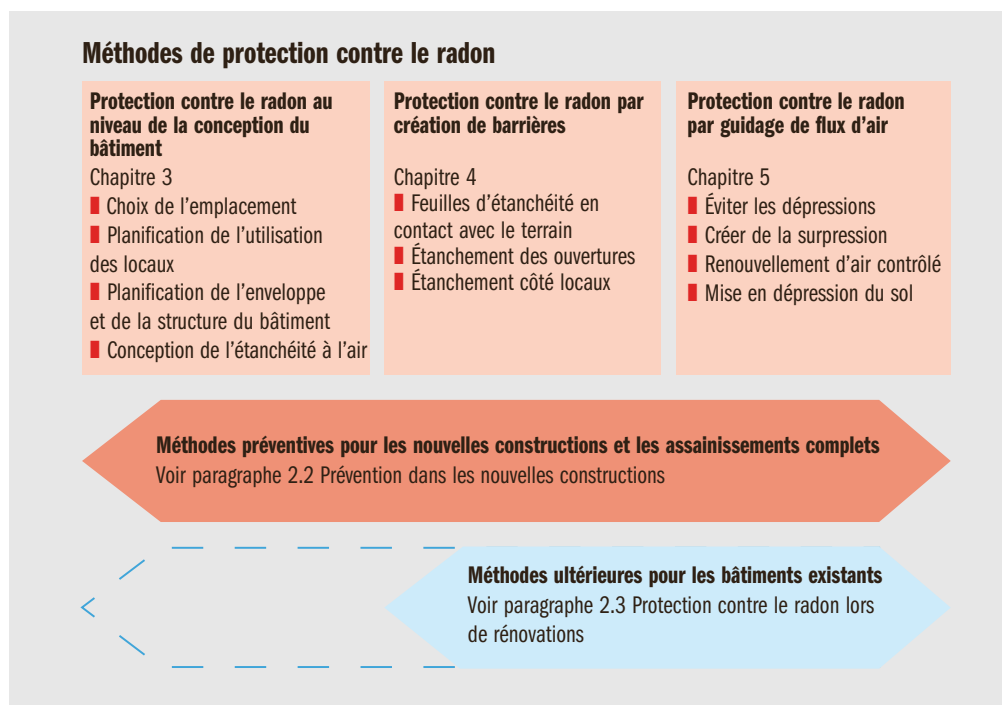 Méthodes de protection contre le radon
Protection contre le radon au
niveau de la conception du
bâtiment
Chapitre 3
Choix de l'emplacement
Planification de l'utilisation
des locaux
Planification de l'enveloppe
et de la structure du bâtiment
Conception de l'étanchéité à l'air
Protection contre le radon par
création de barrières
Chapitre 4
Feuilles d'étanchéité en
contact avec le terrain
Étanchement des ouvertures
Étanchement côté locaux
Protection contre le radon
par guidage de flux d'air
Chapitre 5
Éviter les dépressions
Créer de la surpression
Renouvellement d'air contrôlé
Mise en dépression du sol
Méthodes préventives pour les nouvelles constructions et les assainissements complets
Voir paragraphe 2.2 Prévention dans les nouvelles constructions
Méthodes ultérieures pour les bâtiments existants
Voir paragraphe 2.3 Protection contre le radon lors
de rénovations